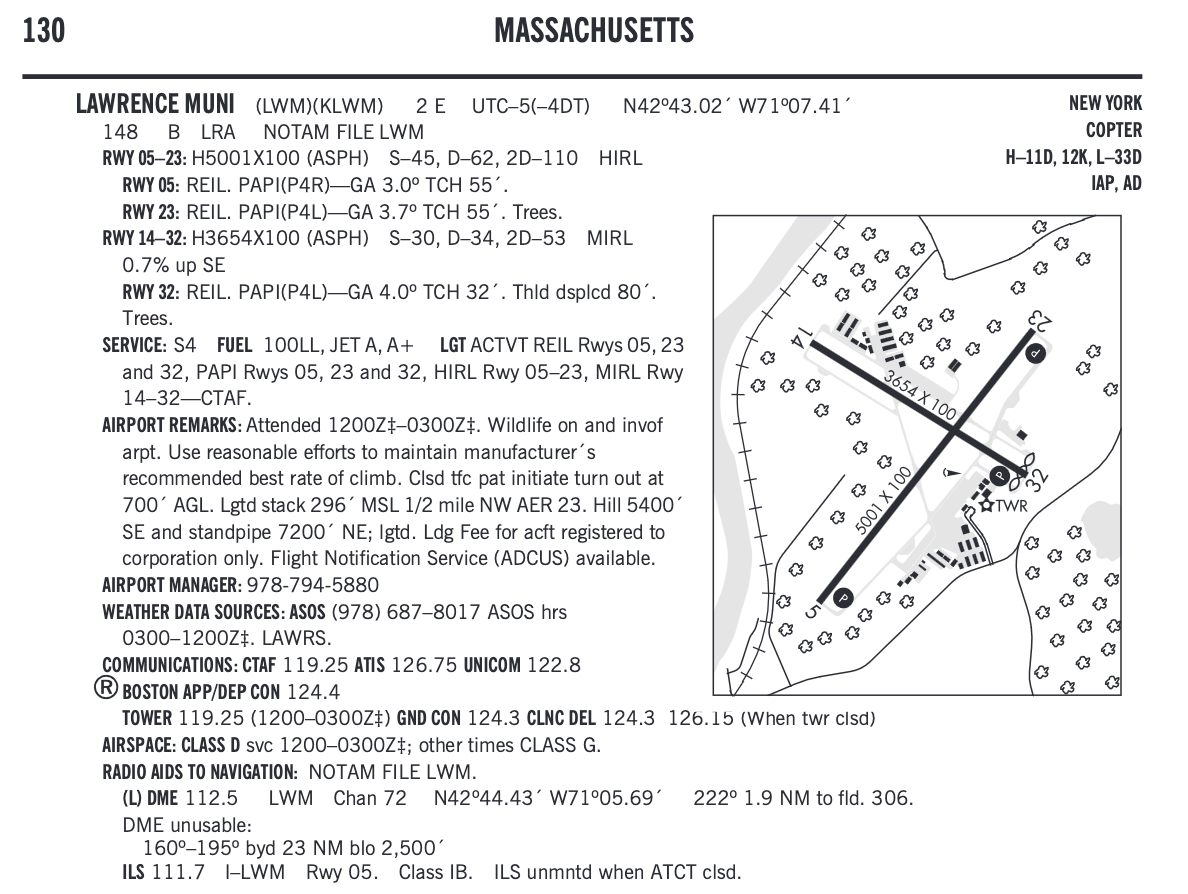 130
MASSACHUSETTS
LAWRENCE MUNI (LWM)(KLWM) 2 E UTC–5(–4DT) N42º43.02´ W71º07.41´
NEW YORK
148 B LRA NOTAM FILE LWM
COPTER
RWY 05–23: H5001X100 (ASPH) S–45, D–62, 2D–110 HIRL
H–11D, 12K, L–33D
RWY 05: REIL. PAPI(P4R)—GA 3.0º TCH 55´.
IAP, AD
RWY 23: REIL. PAPI(P4L)—GA 3.7º TCH 55´. Trees.
RWY 14–32: H3654X100 (ASPH) S–30, D–34, 2D–53 MIRL
0.7% up SE
RWY 32: REIL. PAPI(P4L)—GA 4.0º TCH 32´. Thld dsplcd 80´.
Trees.
SERVICE: S4 FUEL 100LL, JET A, A+ LGT ACTVT REIL Rwys 05, 23
and 32, PAPI Rwys 05, 23 and 32, HIRL Rwy 05–23, MIRL Rwy
14–32—CTAF.
AIRPORT REMARKS: Attended 1200Z‡–0300Z‡. Wildlife on and invof
arpt. Use reasonable efforts to maintain manufacturer´s
recommended best rate of climb. Clsd tfc pat initiate turn out at
700´ AGL. Lgtd stack 296´ MSL 1/2 mile NW AER 23. Hill 5400´
SE and standpipe 7200´ NE; lgtd. Ldg Fee for acft registered to
corporation only. Flight Notification Service (ADCUS) available.
AIRPORT MANAGER: 978-794-5880
WEATHER DATA SOURCES: ASOS (978) 687–8017 ASOS hrs
0300–1200Z‡. LAWRS.
COMMUNICATIONS: CTAF 119.25 ATIS 126.75 UNICOM 122.8
Ⓡ BOSTON APP/DEP CON 124.4
TOWER 119.25 (1200–0300Z‡) GND CON 124.3 CLNC DEL 124.3 126.15 (When twr clsd)
AIRSPACE: CLASS D svc 1200–0300Z‡; other times CLASS G.
RADIO AIDS TO NAVIGATION: NOTAM FILE LWM.
(L) DME 112.5 LWM Chan 72 N42º44.43´ W71º05.69´ 222º 1.9 NM to fld. 306.
DME unusable:
160º–195º byd 23 NM blo 2,500´
ILS 111.7 I–LWM Rwy 05. Class IB. ILS unmntd when ATCT clsd.
23
14
P
3654 X 100
P
32
5001 X 100
TWR
P
5